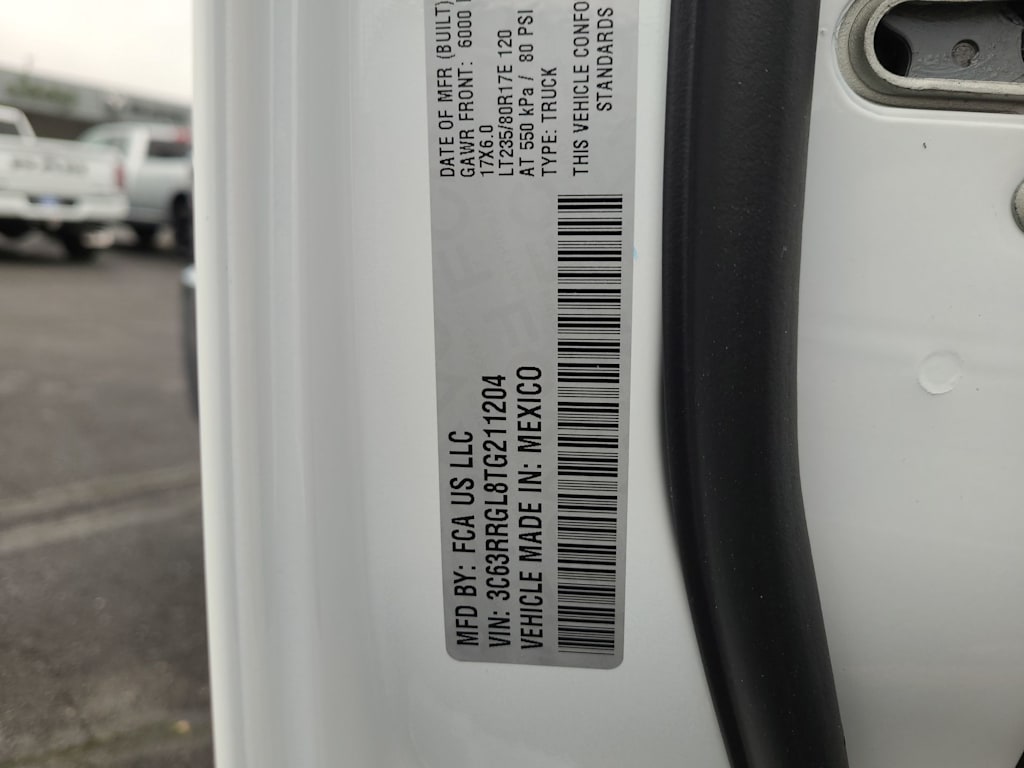 MFD BY: FCA US LLC
VIN: 3C63RRGL8TG211204
VEHICLE MADE IN: MEXICO
DATE OF MFR (BUILT)
GAWR FRONT: 6000
17X6.0
LT235/80R17E 120
AT 550 kPa / 80 PSI
TYPE: TRUCK
THIS VEHICLE CONFO
STANDARDS